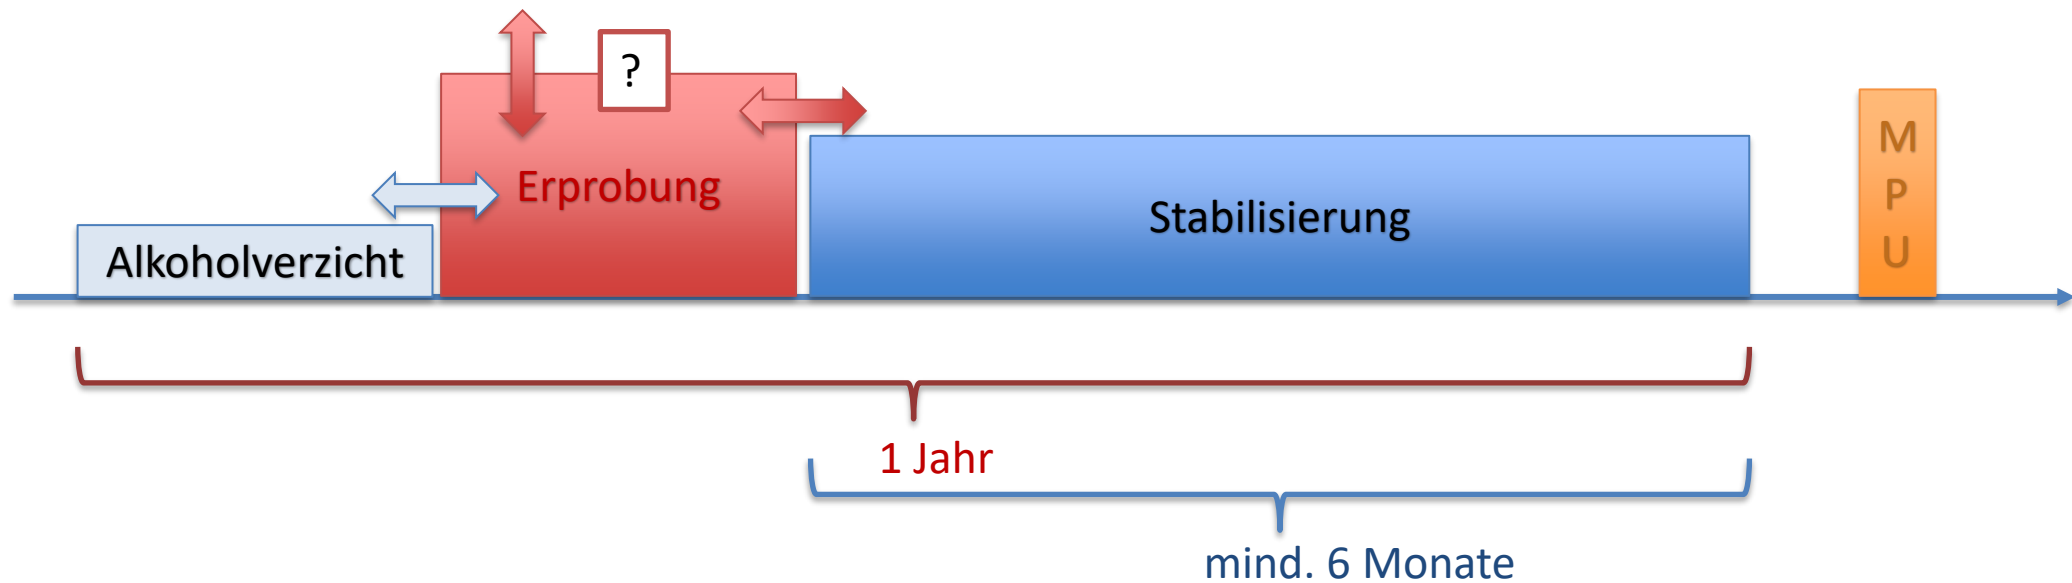 ?
Erprobung
Alkoholverzicht
Stabilisierung
M
P
U
1 Jahr
mind. 6 Monate